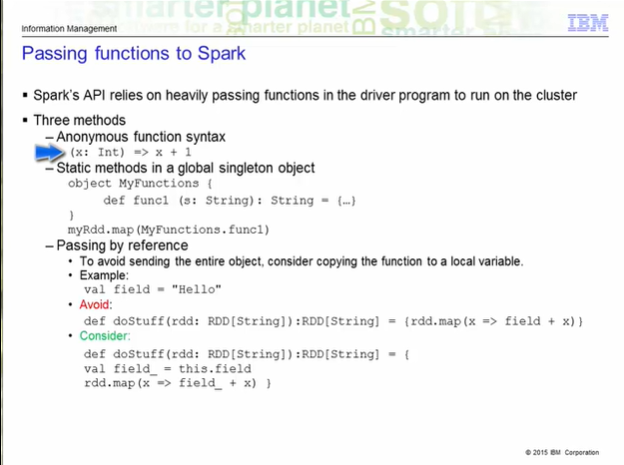 smarter planet
Information Management
IBM
Passing functions to Spark
▪ Spark's API relies on heavily passing functions in the driver program to run on the cluster
▪ Three methods
– Anonymous function syntax
(x: Int) => x + 1
– Static methods in a global singleton object
object MyFunctions {
def func1 (s: String): String = {…}
}
myRdd.map(MyFunctions.func1)
– Passing by reference
• To avoid sending the entire object, consider copying the function to a local variable.
• Example:
val field = "Hello"
• Avoid:
def doStuff(rdd: RDD[String]):RDD[String] = {rdd.map(x => field + x)}
• Consider:
def doStuff(rdd: RDD[String]):RDD[String] = {
val field_ = this.field
rdd.map(x => field_ + x) }
© 2015 IBM Corporation